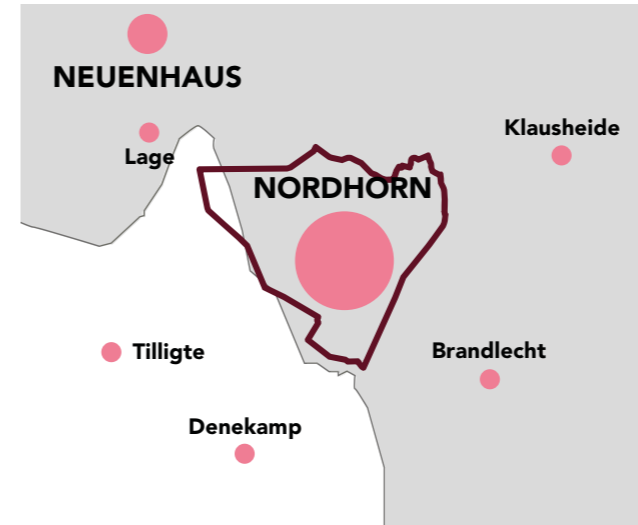 NEUENHAUS
Lage
Klausheide
NORDHORN
Tilligte
Brandlecht
Denekamp